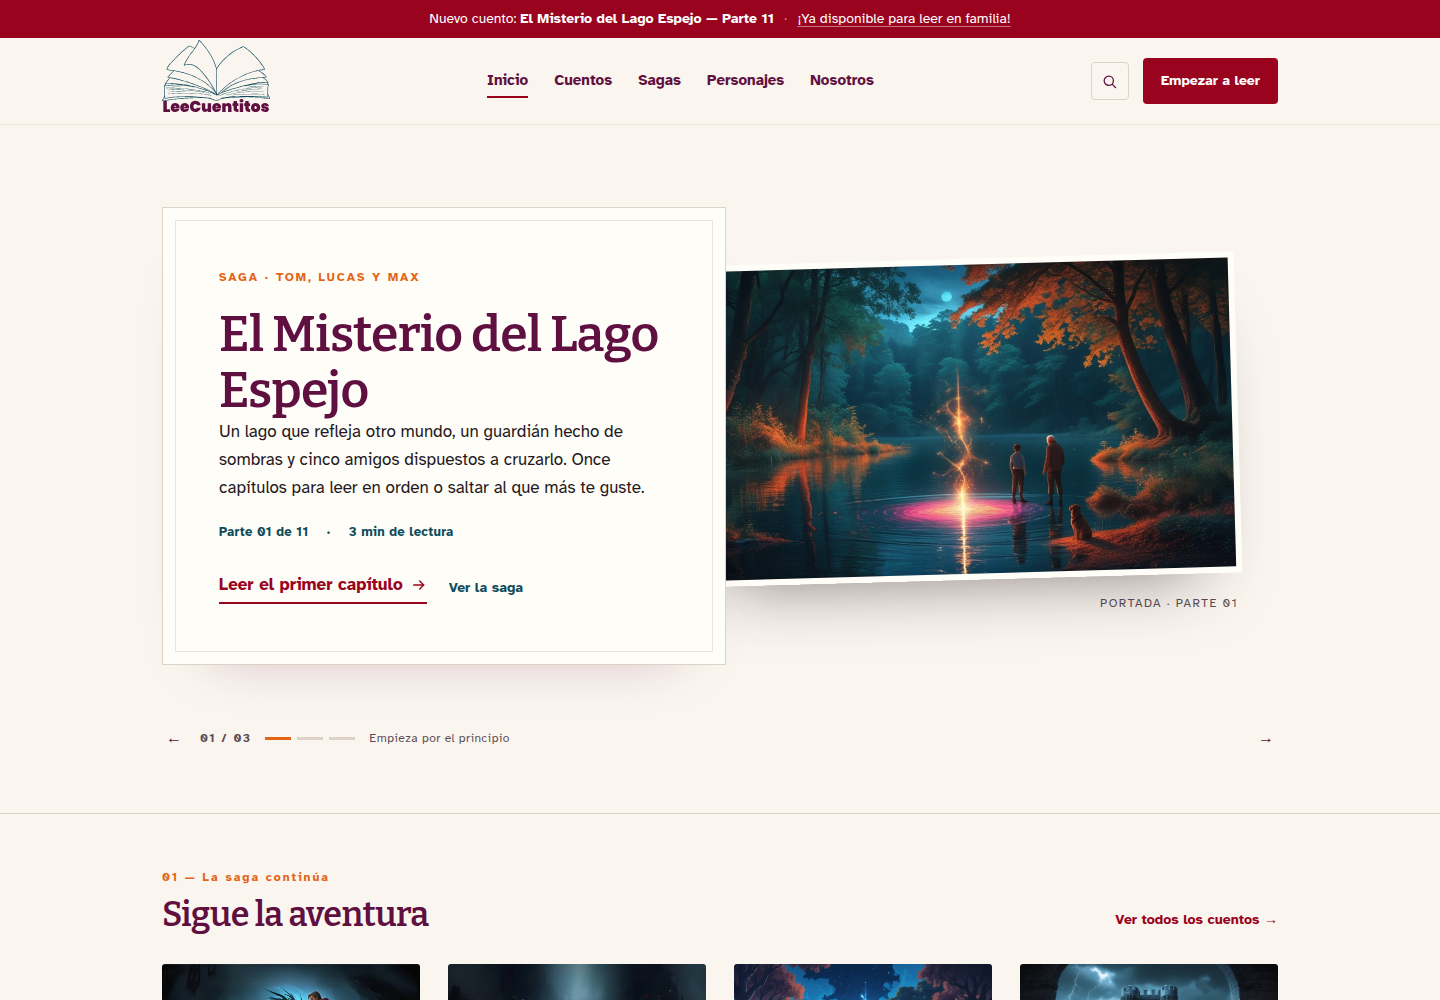 Nuevo cuento: El Misterio del Lago Espejo — Parte 11 · ¡Ya disponible para leer en familia!
LeeCuentitos
Inicio Cuentos Sagas Personajes Nosotros
Empezar a leer
SAGA · TOM, LUCAS Y MAX
El Misterio del Lago
Espejo
Un lago que refleja otro mundo, un guardián hecho de
sombras y cinco amigos dispuestos a cruzarlo. Once
capítulos para leer en orden o saltar al que más te guste.
Parte 01 de 11 · 3 min de lectura
Leer el primer capítulo →
Ver la saga
PORTADA · PARTE 01
← 01 / 03 Empieza por el principio →
01 — La saga continúa
Sigue la aventura
Ver todos los cuentos →